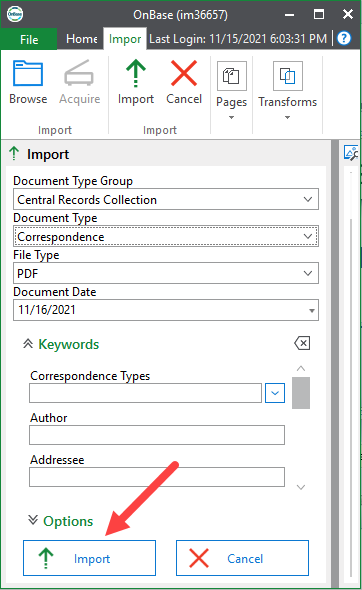 OnBase OnBase (im36657)
File Home Impor Last Login: 11/15/2021 6:03:31 PM
Browse Acquire Import Cancel Pages Transforms
Import Import
Import
Document Type Group
Central Records Collection
Document Type
Correspondence
File Type
PDF
Document Date
11/16/2021
Keywords
Correspondence Types
Author
Addressee
Options
Import Cancel